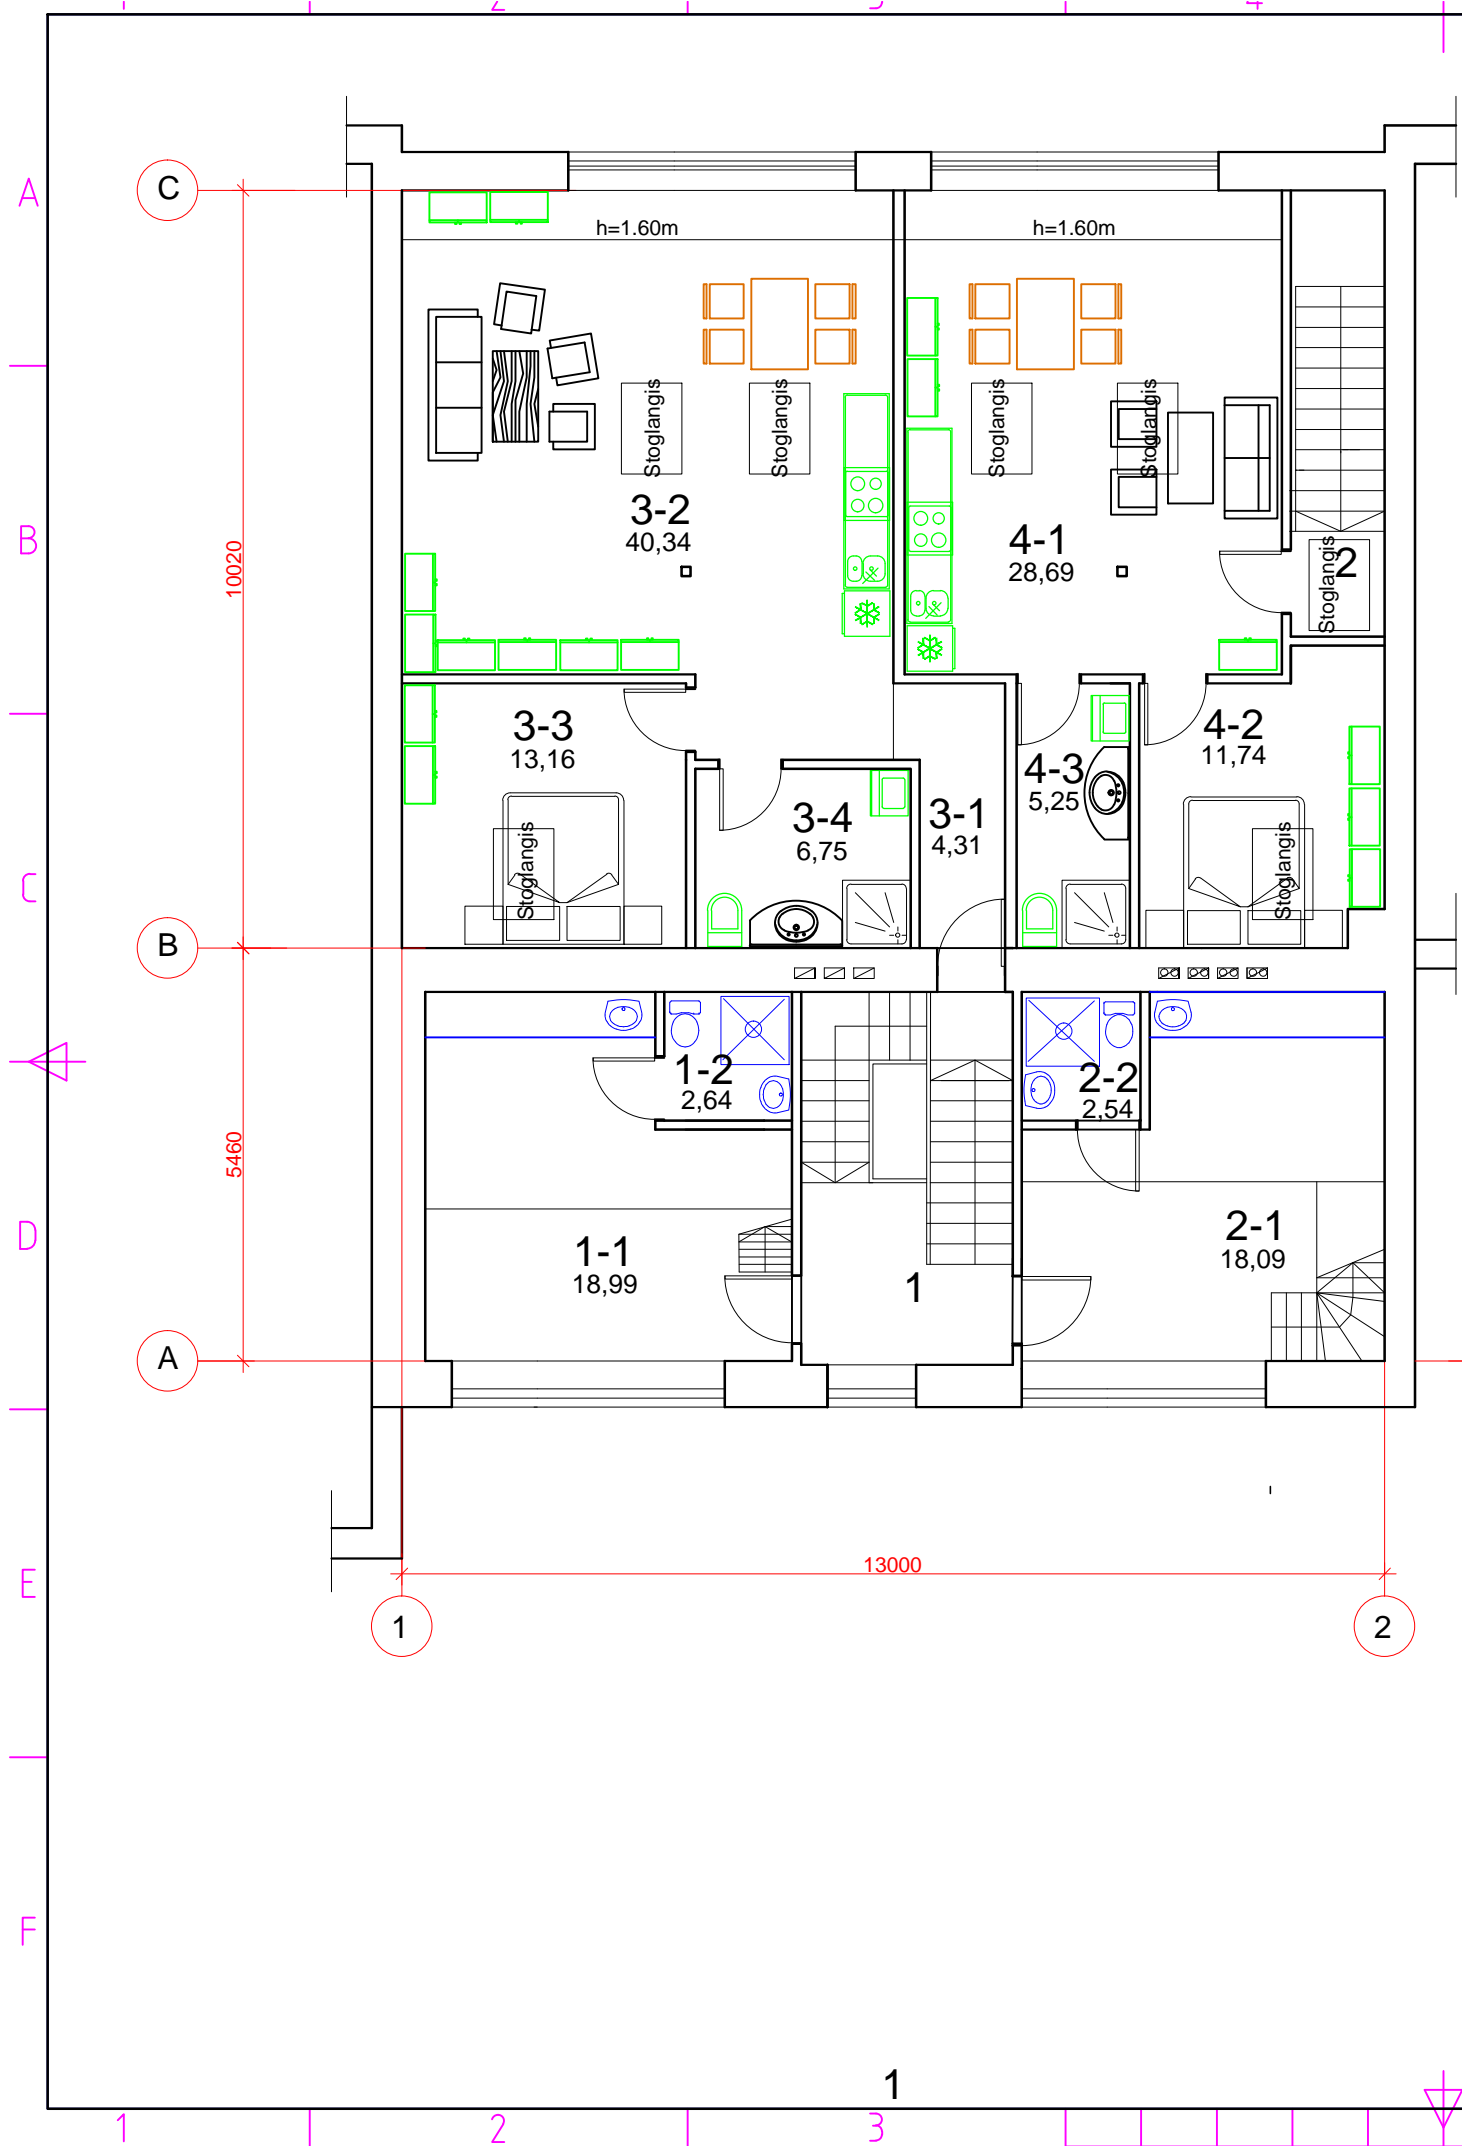 1
2
3
4
A
C
h=1.60m
h=1.60m
Stoglangis
Stoglangis
Stoglangis
Stoglangis
3-2
40,34
4-1
28,69
B
10020
Stoglangis
2
3-3
13,16
4-2
11,74
4-3
5,25
3-4
6,75
3-1
4,31
Stoglangis
Stoglangis
C
B
1-2
2,64
2-2
2,54
5460
D
1-1
18,99
2-1
18,09
1
A
13000
E
1
2
F
1
1
2
3